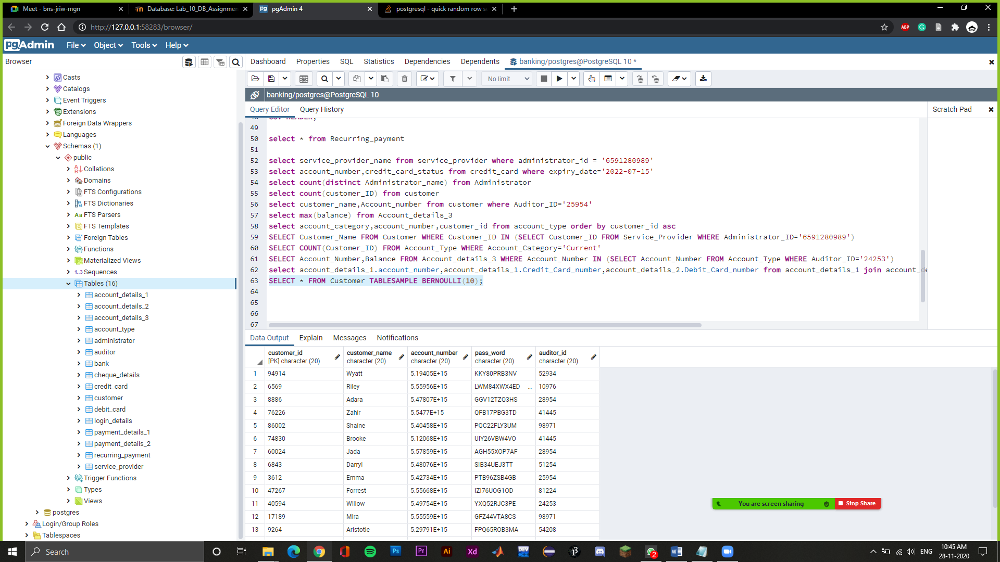 Meet - bns-jriw-mgn
Database: Lab_10_DB_Assignmen
pgAdmin 4
postgresql - quick random row s
http://127.0.0.1:58283/browser/
ABP
pgAdmin
File
Object
Tools
Help
Browser
Casts
Catalogs
Event Triggers
Extensions
Foreign Data Wrappers
Languages
Schemas (1)
public
Collations
Domains
FTS Configurations
FTS Dictionaries
Aa FTS Parsers
FTS Templates
Foreign Tables
Functions
Materialized Views
1..3 Sequences
Tables (16)
account_details_1
account_details_2
account_details_3
account_type
administrator
auditor
bank
cheque_details
credit_card
customer
debit_card
login_details
payment_details_1
payment_details_2
recurring_payment
service_provider
Trigger Functions
Types
Views
postgres
Login/Group Roles
Tablespaces
Dashboard
Properties
SQL
Statistics
Dependencies
Dependents
banking/postgres@PostgreSQL 10 *
No limit
banking/postgres@PostgreSQL 10
Query Editor
Query History
Scratch Pad
48 CSV HEADER;
49
50 select * from Recurring_payment
51
52 select service_provider_name from service_provider where administrator_id = '6591280989'
53 select account_number,credit_card_status from credit_card where expiry_date='2022-07-15'
54 select count(distinct Administrator_name) from Administrator
55 select count(customer_ID) from customer
56 select customer_name,Account_number from customer where Auditor_ID='25954'
57 select max(balance) from Account_details_3
58 select account_category,account_number,customer_id from account_type order by customer_id asc
59 SELECT Customer_Name FROM Customer WHERE Customer_ID IN (SELECT Customer_ID FROM Service_Provider WHERE Administrator_ID='6591280989')
60 SELECT COUNT(Customer_ID) FROM Account_Type WHERE Account_Category='Current'
61 SELECT Account_Number,Balance FROM Account_details_3 WHERE Account_Number IN (SELECT Account_Number FROM Account_Type WHERE Auditor_ID='24253')
62 select account_details_1.account_number,account_details_1.Credit_Card_number,account_details_2.Debit_Card_number from account_details_1 join account_de
63 SELECT * FROM Customer TABLESAMPLE BERNOULLI(10);
64
65
66
67
Data Output
Explain
Messages
Notifications
customer_id [PK] character (20)
customer_name character (20)
account_number character (20)
pass_word character (20)
auditor_id character (20)
1 94914 Wyatt 5.19405E+15 KKY80PRB3NV 52934
2 6569 Riley 5.55956E+15 LWM84XWX4ED ... 10976
3 8886 Adara 5.47807E+15 GGV12TZQ3HS 28954
4 76226 Zahir 5.5477E+15 QFB17PBG3TD 41445
5 86002 Shaine 5.40458E+15 PQC22FLY3UM 98971
6 74830 Brooke 5.12068E+15 UIY26VBW4VO 41445
7 60024 Jada 5.57859E+15 AGH55XOP7AF 28954
8 6843 Darryl 5.48076E+15 SIB34UEJ3TT 51254
9 3612 Emma 5.42734E+15 PTB96ZSB4GB 25954
10 47267 Forrest 5.55668E+15 IZI76UOG1OD 81224
11 40594 Willow 5.49754E+15 YXQ52RJC3PE 24253
12 17189 Mira 5.55559E+15 GFZ44VTA8CS 98971
13 9264 Aristotle 5.29791E+15 FPQ65ROB3MA 54208
You are screen sharing
Stop Share
Search
Ps
Pr
Ai
Xd
DEV
2
ENG
10:45 AM
28-11-2020